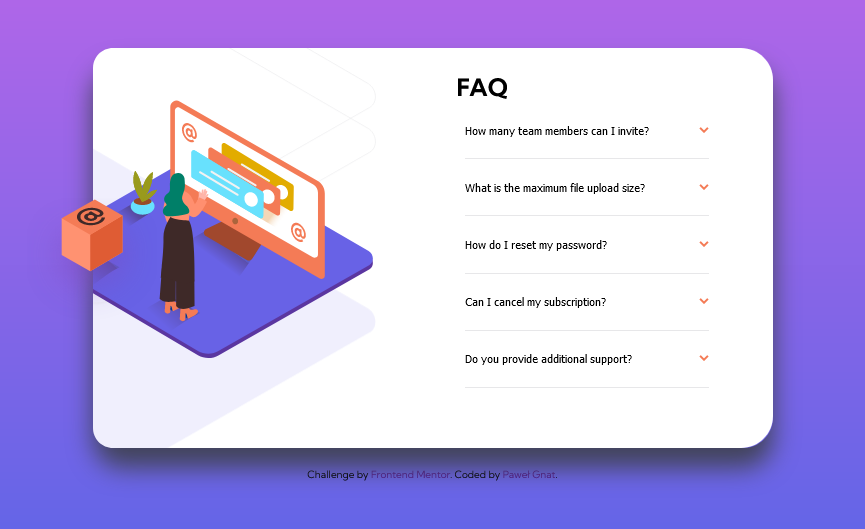 FAQ
How many team members can I invite?
What is the maximum file upload size?
How do I reset my password?
Can I cancel my subscription?
Do you provide additional support?
Challenge by Frontend Mentor. Coded by Paweł Gnat.